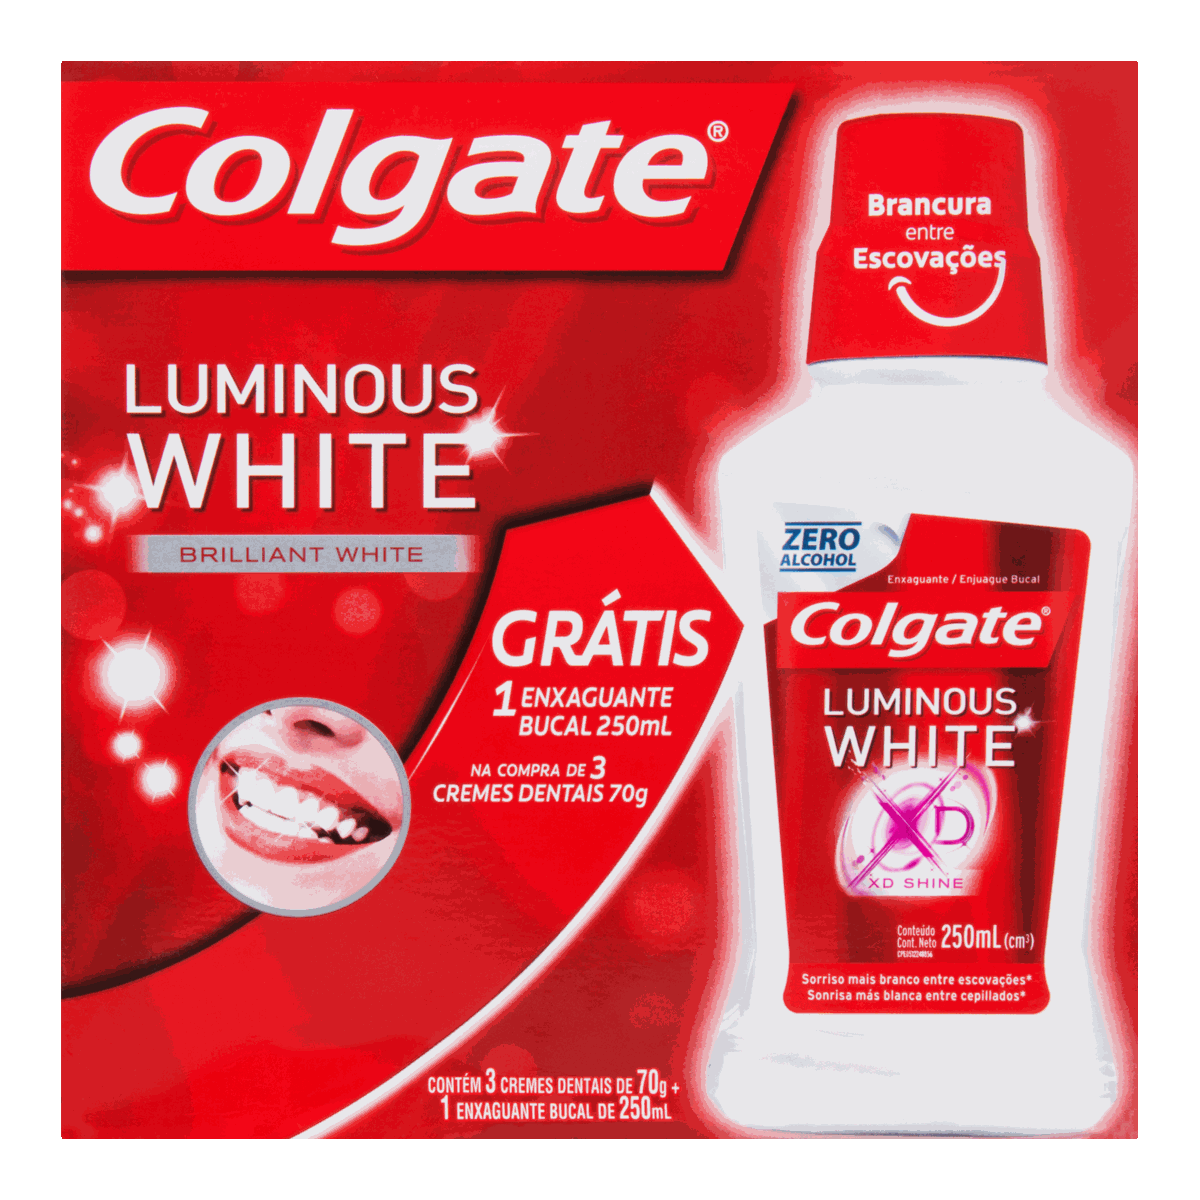 Colgate®
LUMINOUS
WHITE
BRILLIANT WHITE
GRÁTIS
1 ENXAGUANTE
BUCAL 250mL
NA COMPRA DE 3
CREMES DENTAIS 70g
CONTÉM 3 CREMES DENTAIS DE 70g +
1 ENXAGUANTE BUCAL DE 250mL
Brancura
entre
Escovações
ZERO
ALCOHOL
Enxaguante / Enjuague Bucal
Colgate®
LUMINOUS
WHITE
XD
XD SHINE
Conteúdo
Cont. Neto 250mL (cm³)
Sorriso mais branco entre escovações*
Sonrisa más blanca entre cepillados*